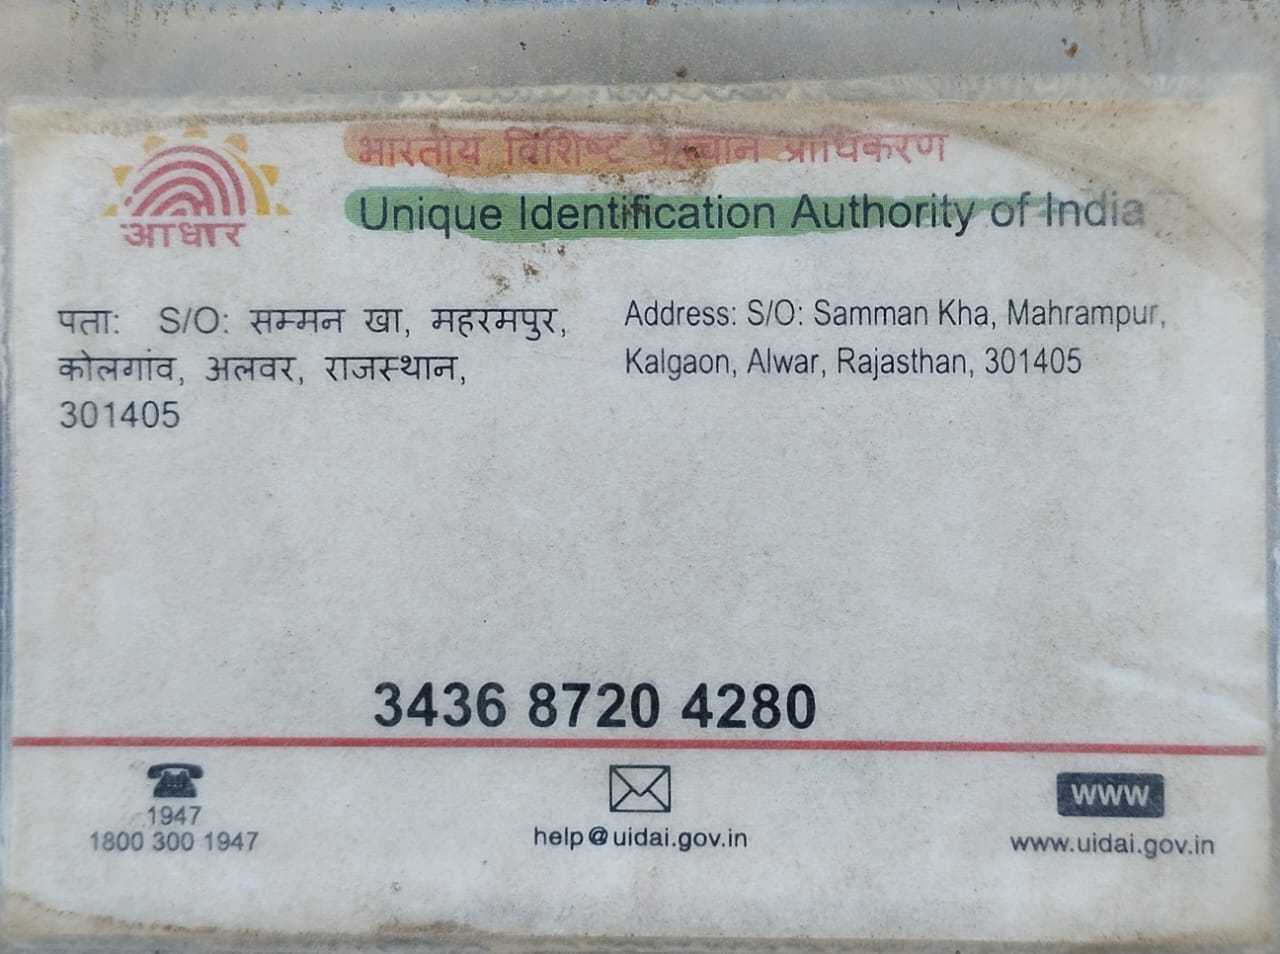 भारतीय विशिष्ट पहचान प्राधिकरण
Unique Identification Authority of India
आधार
पता: S/O: सम्मन खा, महरमपुर,
कोलगांव, अलवर, राजस्थान,
301405
Address: S/O: Samman Kha, Mahrampur,
Kalgaon, Alwar, Rajasthan, 301405
3436 8720 4280
1947
1800 300 1947
help@uidai.gov.in
www
www.uidai.gov.in